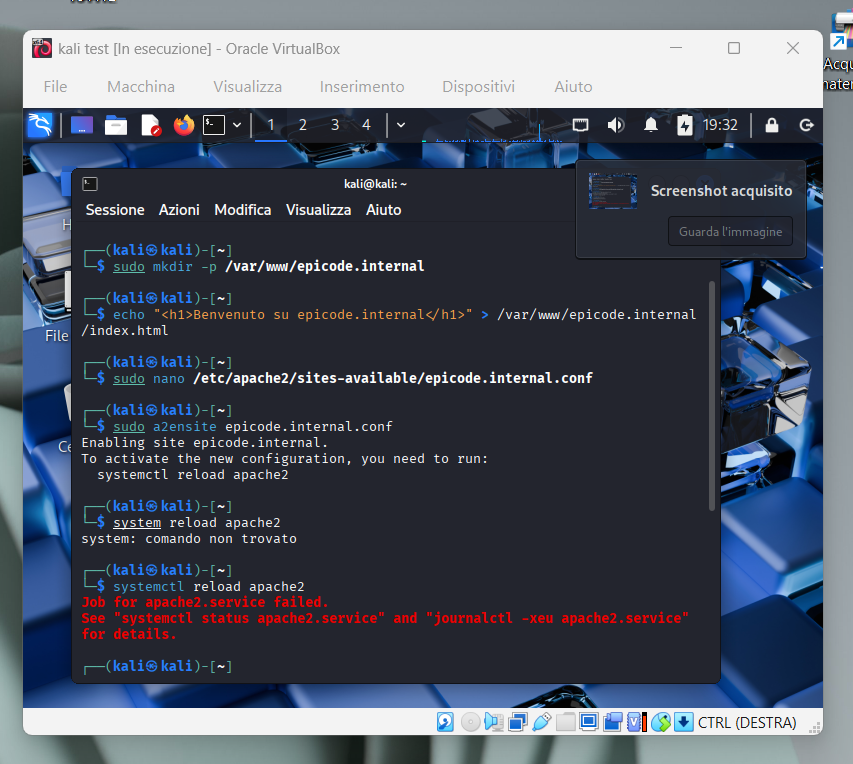 kali test [In esecuzione] - Oracle VirtualBox
File Macchina Visualizza Inserimento Dispositivi Aiuto
1 2 3 4 19:32
kali@kali: ~
Screenshot acquisito
Guarda l'immagine
Sessione Azioni Modifica Visualizza Aiuto
┌──(kali㉿kali)-[~]
└─$ sudo mkdir -p /var/www/epicode.internal
┌──(kali㉿kali)-[~]
└─$ echo "<h1>Benvenuto su epicode.internal</h1>" > /var/www/epicode.internal
/index.html
┌──(kali㉿kali)-[~]
└─$ sudo nano /etc/apache2/sites-available/epicode.internal.conf
┌──(kali㉿kali)-[~]
└─$ sudo a2ensite epicode.internal.conf
Enabling site epicode.internal.
To activate the new configuration, you need to run:
  systemctl reload apache2
┌──(kali㉿kali)-[~]
└─$ system reload apache2
system: comando non trovato
┌──(kali㉿kali)-[~]
└─$ systemctl reload apache2
Job for apache2.service failed.
See "systemctl status apache2.service" and "journalctl -xeu apache2.service"
for details.
┌──(kali㉿kali)-[~]
File
CTRL (DESTRA)